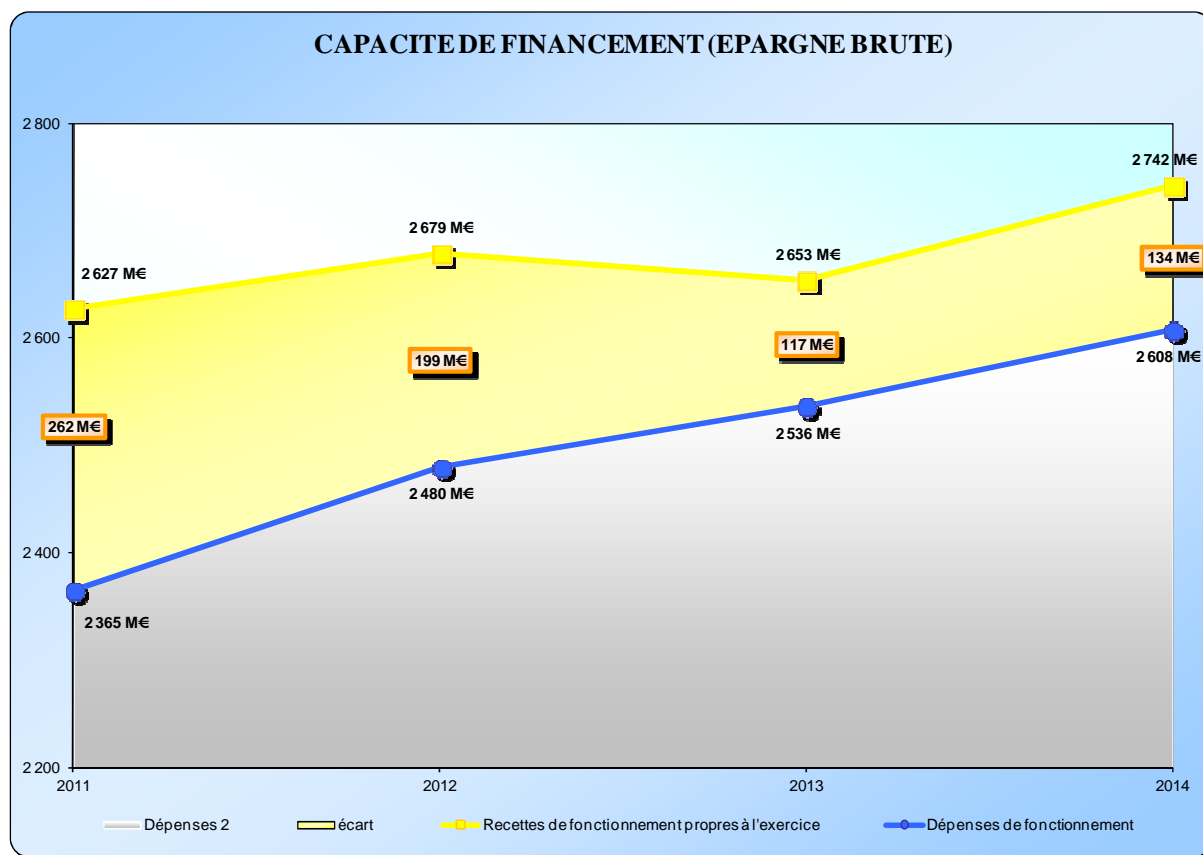 CAPACITE DE FINANCEMENT (EPARGNE BRUTE)
2 800
2 742 M€
2 679 M€
2 653 M€
2 627 M€
134 M€
2 600
199 M€
117 M€
2 608 M€
262 M€
2 536 M€
2 480 M€
2 400
2 365 M€
2 200
2011 2012 2013 2014
Dépenses 2 écart Recettes de fonctionnement propres à l'exercice Dépenses de fonctionnement